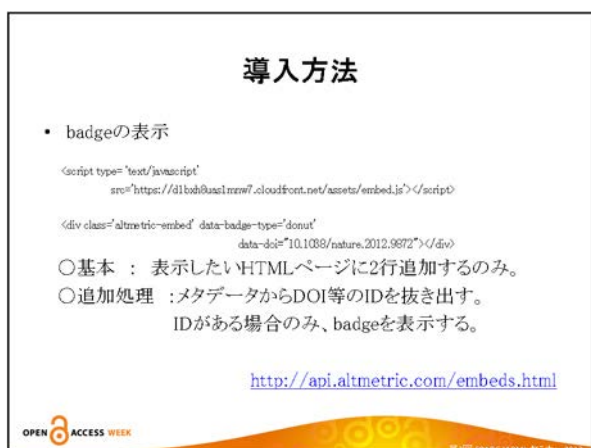 導入方法
• badgeの表示
<script type='text/javascript'
src='https://d1bxh8uas1mnw7.cloudfront.net/assets/embed.js'></script>
<div class='altmetric-embed' data-badge-type='donut'
data-doi="10.1038/nature.2012.9872"></div>
○基本 : 表示したいHTMLページに2行追加するのみ。
○追加処理 :メタデータからDOI等のIDを抜き出す。
IDがある場合のみ、badgeを表示する。
http://api.altmetric.com/embeds.html
OPEN ACCESS WEEK